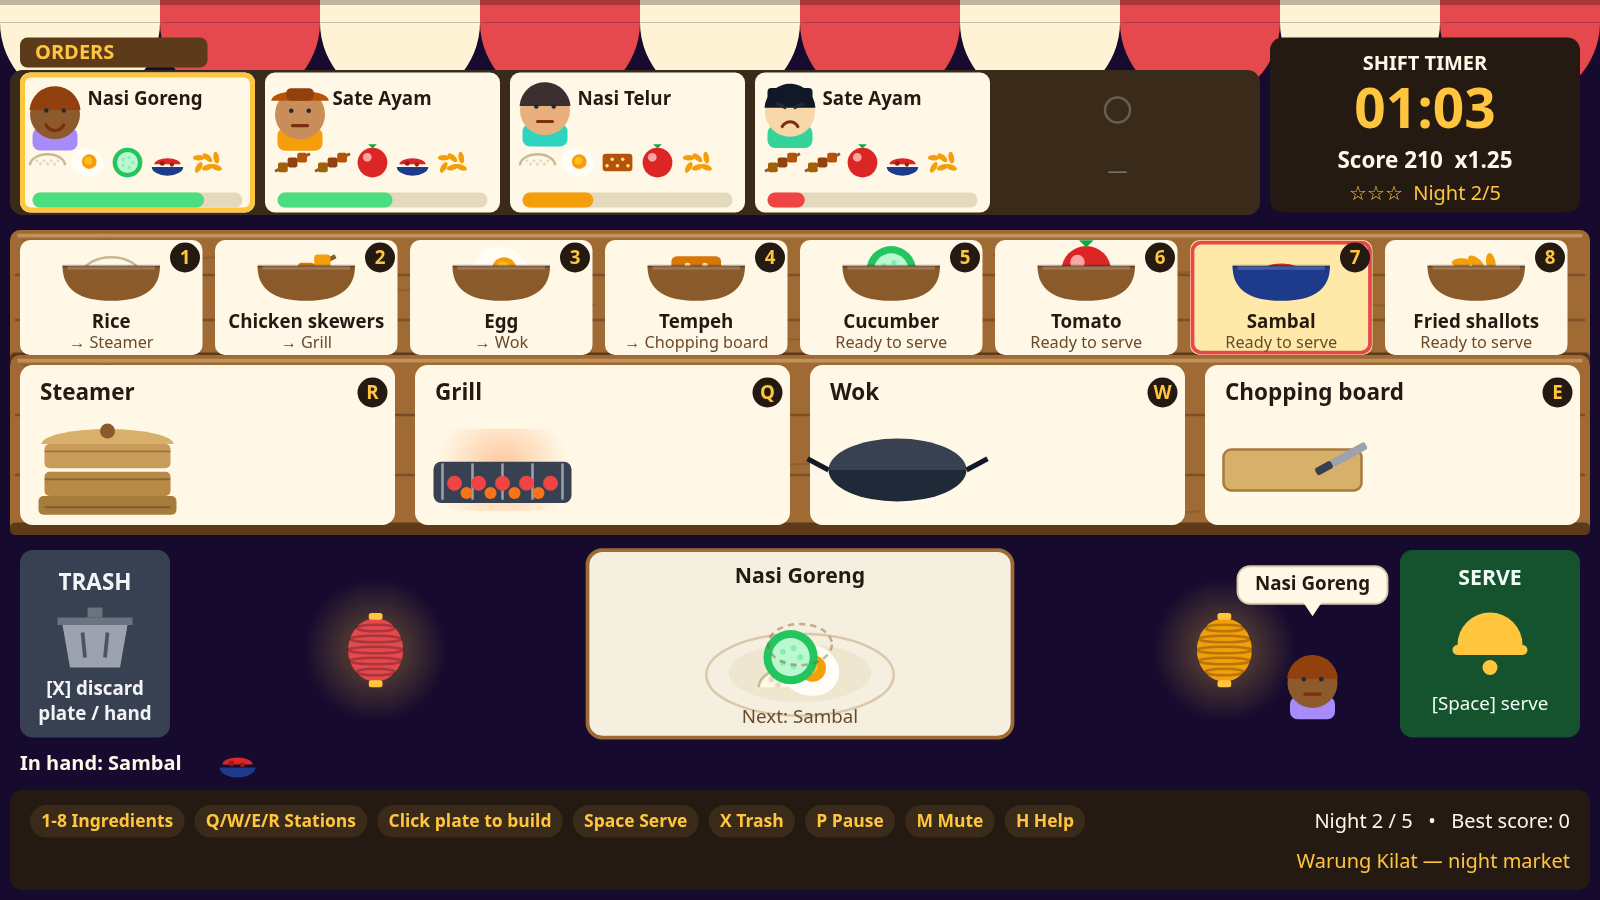 ORDERS
Nasi Goreng
Sate Ayam
Nasi Telur
Sate Ayam
—
SHIFT TIMER
01:03
Score 210 x1.25
☆☆☆ Night 2/5
1
Rice
→ Steamer
2
Chicken skewers
→ Grill
3
Egg
→ Wok
4
Tempeh
→ Chopping board
5
Cucumber
Ready to serve
6
Tomato
Ready to serve
7
Sambal
Ready to serve
8
Fried shallots
Ready to serve
Steamer R
Grill Q
Wok W
Chopping board E
TRASH
[X] discard
plate / hand
Nasi Goreng
Next: Sambal
Nasi Goreng
SERVE
[Space] serve
In hand: Sambal
1-8 Ingredients Q/W/E/R Stations Click plate to build Space Serve X Trash P Pause M Mute H Help
Night 2 / 5 • Best score: 0
Warung Kilat — night market